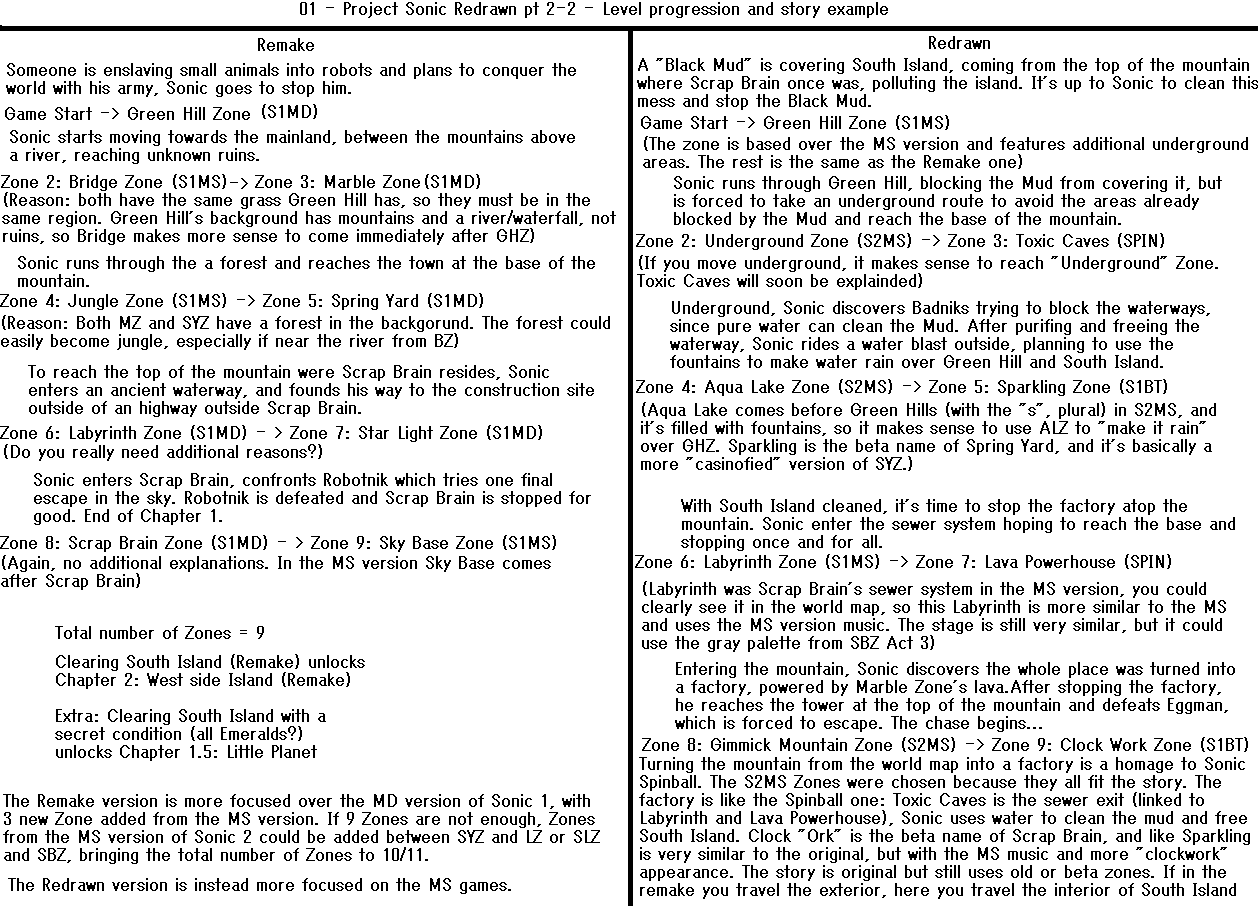 01 - Project Sonic Redrawn pt 2-2 - Level progression and story example
Remake
Someone is enslaving small animals into robots and plans to conquer the
world with his army, Sonic goes to stop him.
Game Start -> Green Hill Zone (S1MD)
Sonic starts moving towards the mainland, between the mountains above
a river, reaching unknown ruins.
Zone 2: Bridge Zone (S1MS)-> Zone 3: Marble Zone(S1MD)
(Reason: both have the same grass Green Hill has, so they must be in the
same region. Green Hill's background has mountains and a river/waterfall, not
ruins, so Bridge makes more sense to come immediately after GHZ)
Sonic runs through the a forest and reaches the town at the base of the
mountain.
Zone 4: Jungle Zone (S1MS) -> Zone 5: Spring Yard (S1MD)
(Reason: Both MZ and SYZ have a forest in the backgorund. The forest could
easily become jungle, especially if near the river from BZ)
To reach the top of the mountain were Scrap Brain resides, Sonic
enters an ancient waterway, and founds his way to the construction site
outside of an highway outside Scrap Brain.
Zone 6: Labyrinth Zone (S1MD) - > Zone 7: Star Light Zone (S1MD)
(Do you really need additional reasons?)
Sonic enters Scrap Brain, confronts Robotnik which tries one final
escape in the sky. Robotnik is defeated and Scrap Brain is stopped for
good. End of Chapter 1.
Zone 8: Scrap Brain Zone (S1MD) - > Zone 9: Sky Base Zone (S1MS)
(Again, no additional explanations. In the MS version Sky Base comes
after Scrap Brain)
Total number of Zones = 9
Clearing South Island (Remake) unlocks
Chapter 2: West side Island (Remake)
Extra: Clearing South Island with a
secret condition (all Emeralds?)
unlocks Chapter 1.5: Little Planet
The Remake version is more focused over the MD version of Sonic 1, with
3 new Zone added from the MS version. If 9 Zones are not enough, Zones
from the MS version of Sonic 2 could be added between SYZ and LZ or SLZ
and SBZ, bringing the total number of Zones to 10/11.
The Redrawn version is instead more focused on the MS games.
Redrawn
A "Black Mud" is covering South Island, coming from the top of the mountain
where Scrap Brain once was, polluting the island. It's up to Sonic to clean this
mess and stop the Black Mud.
Game Start -> Green Hill Zone (S1MS)
(The zone is based over the MS version and features additional underground
areas. The rest is the same as the Remake one)
Sonic runs through Green Hill, blocking the Mud from covering it, but
is forced to take an underground route to avoid the areas already
blocked by the Mud and reach the base of the mountain.
Zone 2: Underground Zone (S2MS) -> Zone 3: Toxic Caves (SPIN)
(If you move underground, it makes sense to reach "Underground" Zone.
Toxic Caves will soon be explainded)
Underground, Sonic discovers Badniks trying to block the waterways,
since pure water can clean the Mud. After purifing and freeing the
waterway, Sonic rides a water blast outside, planning to use the
fountains to make water rain over Green Hill and South Island.
Zone 4: Aqua Lake Zone (S2MS) -> Zone 5: Sparkling Zone (S1BT)
(Aqua Lake comes before Green Hills (with the "s", plural) in S2MS, and
it's filled with fountains, so it makes sense to use ALZ to "make it rain"
over GHZ. Sparkling is the beta name of Spring Yard, and it's basically a
more "casinofied" version of SYZ.)
With South Island cleaned, it's time to stop the factory atop the
mountain. Sonic enter the sewer system hoping to reach the base and
stopping once and for all.
Zone 6: Labyrinth Zone (S1MS) -> Zone 7: Lava Powerhouse (SPIN)
(Labyrinth was Scrap Brain's sewer system in the MS version, you could
clearly see it in the world map, so this Labyrinth is more similar to the MS
and uses the MS version music. The stage is still very similar, but it could
use the gray palette from SBZ Act 3)
Entering the mountain, Sonic discovers the whole place was turned into
a factory, powered by Marble Zone's lava.After stopping the factory,
he reaches the tower at the top of the mountain and defeats Eggman,
which is forced to escape. The chase begins...
Zone 8: Gimmick Mountain Zone (S2MS) -> Zone 9: Clock Work Zone (S1BT)
Turning the mountain from the world map into a factory is a homage to Sonic
Spinball. The S2MS Zones were chosen because they all fit the story. The
factory is like the Spinball one: Toxic Caves is the sewer exit (linked to
Labyrinth and Lava Powerhouse), Sonic uses water to clean the mud and free
South Island. Clock "Ork" is the beta name of Scrap Brain, and like Sparkling
is very similar to the original, but with the MS music and more "clockwork"
appearance. The story is original but still uses old or beta zones. If in the
remake you travel the exterior, here you travel the interior of South Island